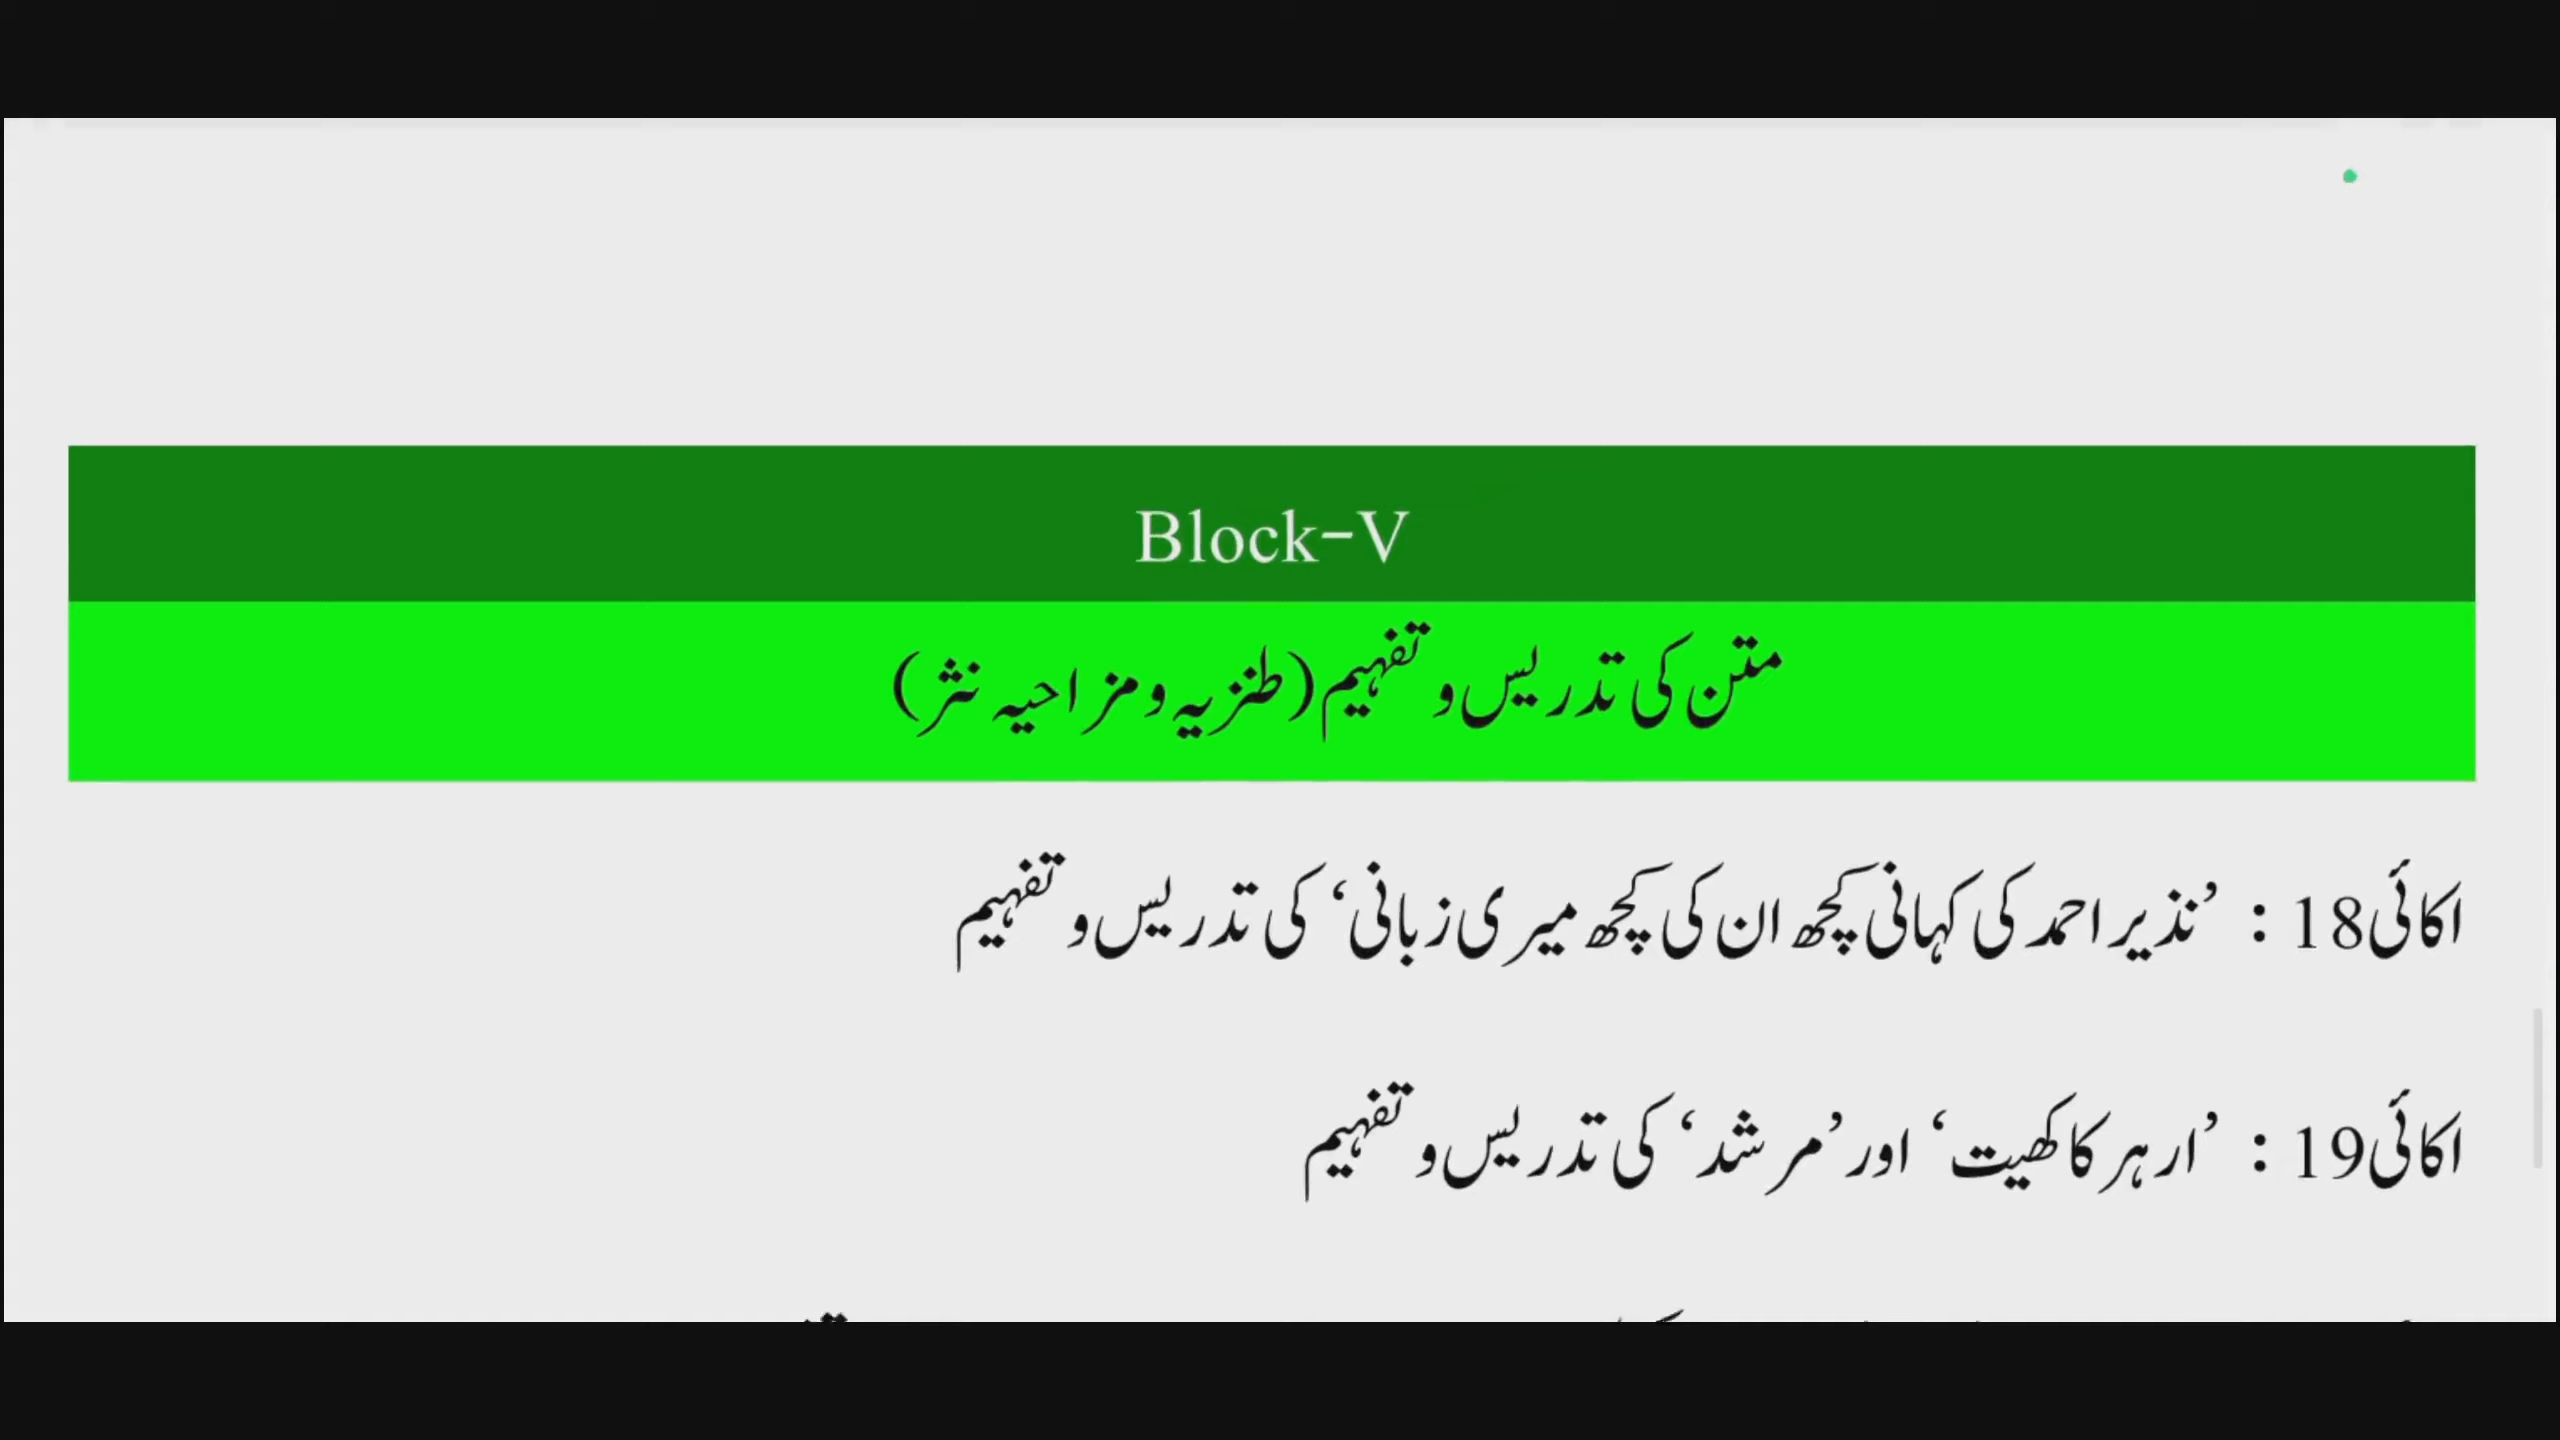 Block-V
متن کی تدریس و تفہیم (طنزیہ و مزاحیہ نثر)
اکائی 18 : ’نذیر احمد کی کہانی کچھ ان کی کچھ میری زبانی‘ کی تدریس و تفہیم
اکائی 19 : ’ارہر کا کھیت‘ اور ’مرشد‘ کی تدریس و تفہیم